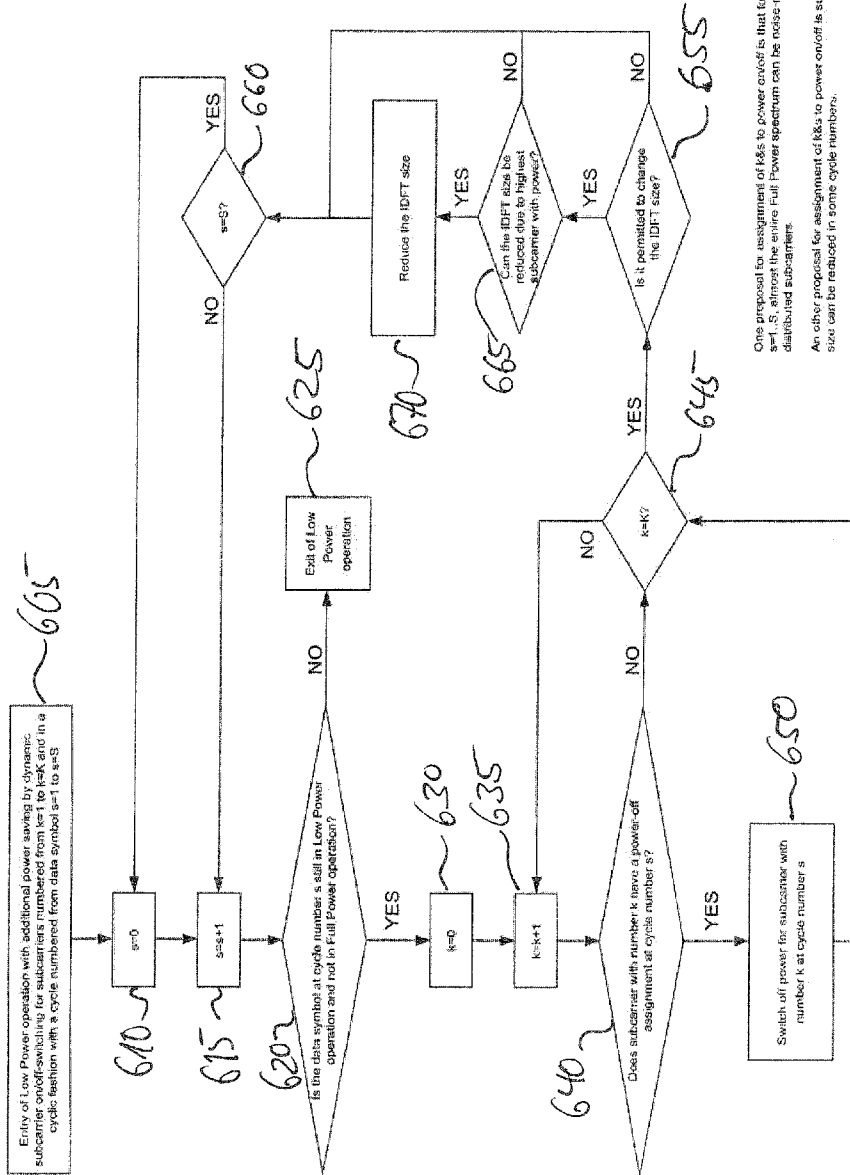 Entry of Low Power operation with additional power saving by dynamic
subcarrier on/off-switching for subcarriers numbered from k=1 to k=K and in a
cyclic fashion with a cycle numbered from data symbol s=1 to s=S
605
s=0
610
s=s+1
615
Is the data symbol at cycle number s still in Low Power
operation and not in Full Power operation?
620
NO
YES
Exit of Low
Power
operation
625
k=0
630
k=k+1
635
Does subcarrier with number k have a power-off
assignment at cycle number s?
640
NO
YES
Switch off power for subcarrier with
number k at cycle number s
650
k=K?
645
NO
YES
Is it permitted to change
the IDFT size?
655
NO
YES
Can the IDFT size be
reduced due to highest
subcarrier with power?
665
NO
YES
Reduce the IDFT size
670
s=S?
660
NO
YES
One proposal for assignment of k&s to power on/off is that fo
s=1..S, almost the entire Full Power spectrum can be noise-
distributed subcarriers.
An other proposal for assignment of k&s to power on/off is su
size can be reduced in some cycle numbers.